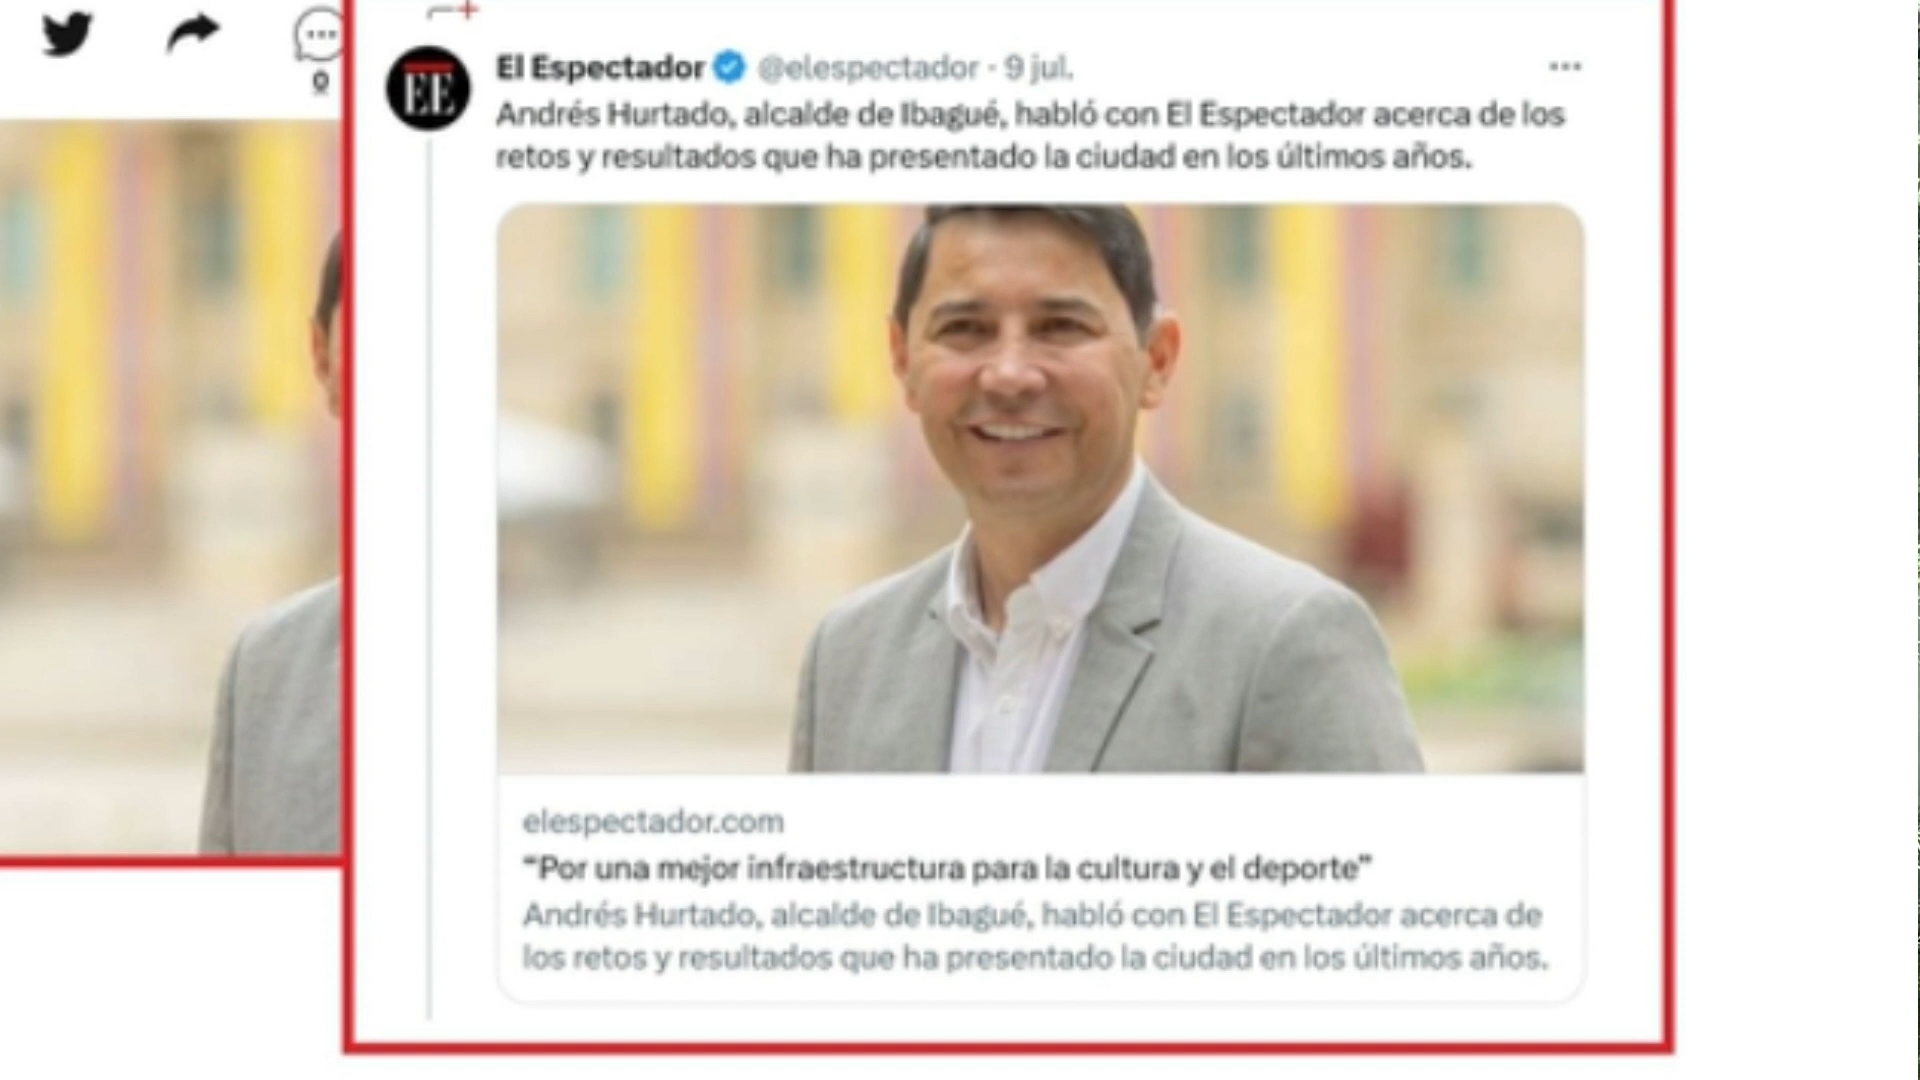 0
EE
El Espectador @elespectador · 9 jul.
Andrés Hurtado, alcalde de Ibagué, habló con El Espectador acerca de los
retos y resultados que ha presentado la ciudad en los últimos años.
elespectador.com
“Por una mejor infraestructura para la cultura y el deporte”
Andrés Hurtado, alcalde de Ibagué, habló con El Espectador acerca de
los retos y resultados que ha presentado la ciudad en los últimos años.